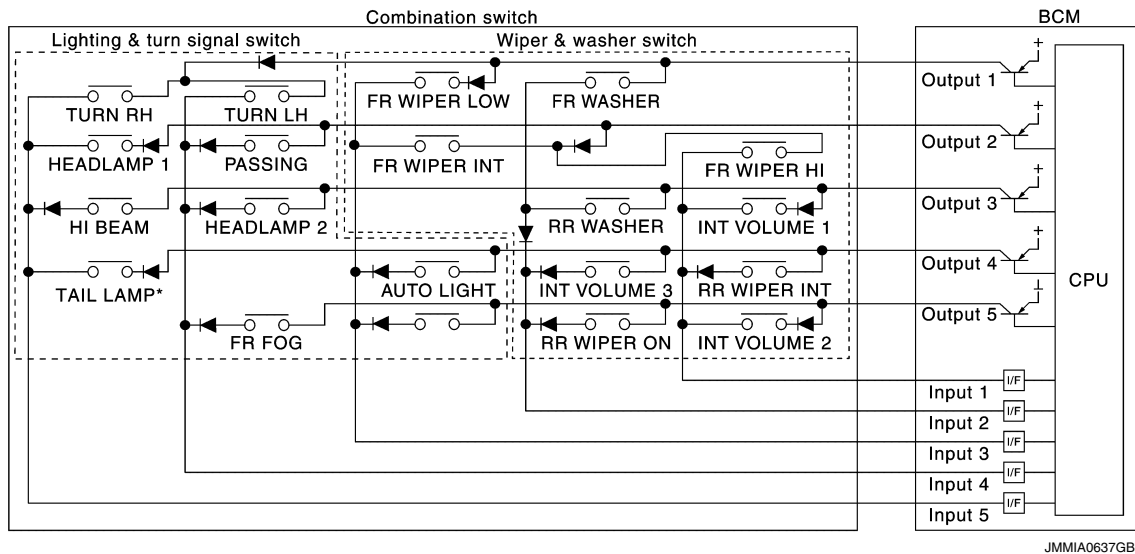 Combination switch
BCM
Lighting & turn signal switch
Wiper & washer switch
Output 1
TURN RH
TURN LH
FR WIPER LOW
FR WASHER
Output 2
HEADLAMP 1
PASSING
FR WIPER INT
FR WIPER HI
Output 3
HI BEAM
HEADLAMP 2
RR WASHER
INT VOLUME 1
Output 4
CPU
TAIL LAMP*
AUTO LIGHT
INT VOLUME 3
RR WIPER INT
Output 5
FR FOG
RR WIPER ON
INT VOLUME 2
I/F
Input 1
I/F
Input 2
I/F
Input 3
I/F
Input 4
I/F
Input 5
JMMIA0637GB